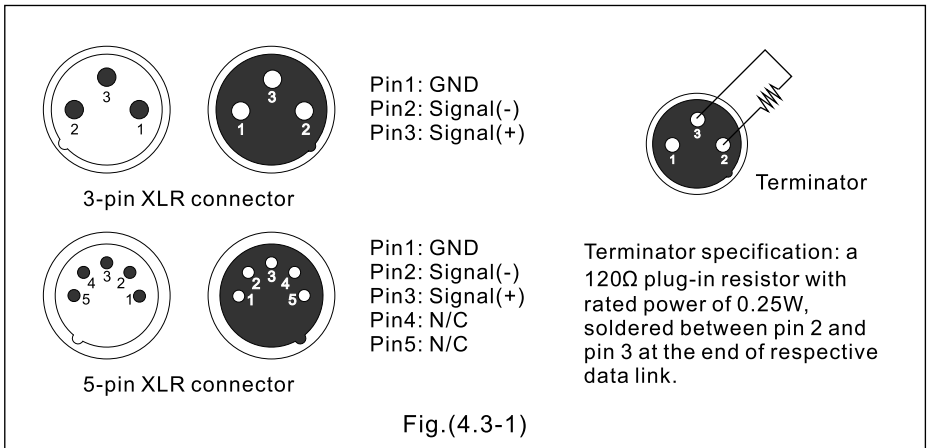 3
2 1
3
1 2
Pin1: GND
Pin2: Signal(-)
Pin3: Signal(+)
3-pin XLR connector
3
1 2
Terminator
4 3 2
5 1
2 3 4
1 5
Pin1: GND
Pin2: Signal(-)
Pin3: Signal(+)
Pin4: N/C
Pin5: N/C
5-pin XLR connector
Terminator specification: a
120Ω plug-in resistor with
rated power of 0.25W,
soldered between pin 2 and
pin 3 at the end of respective
data link.
Fig.(4.3-1)